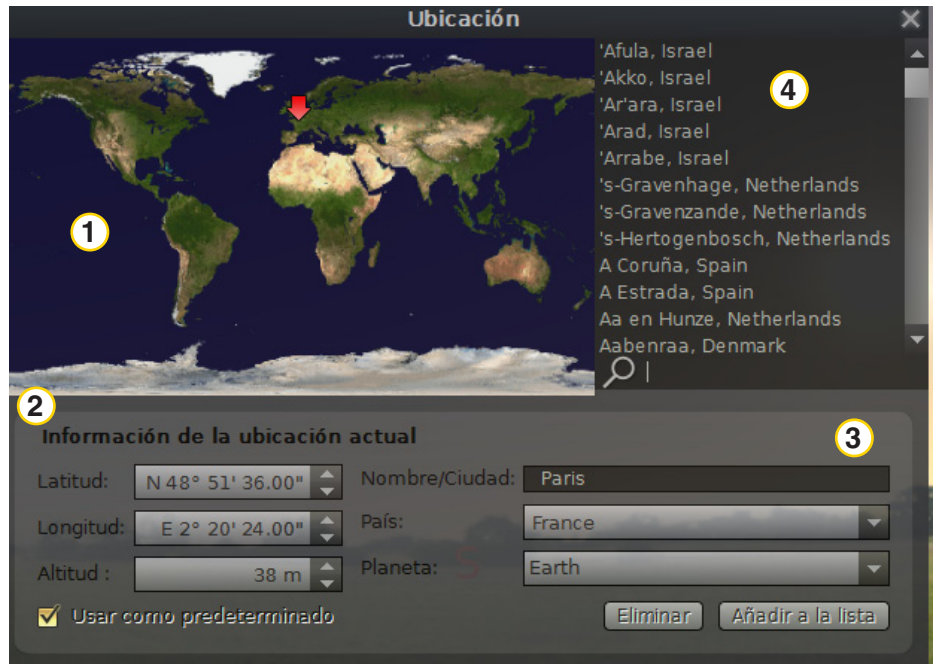 Ubicación
'Afula, Israel
'Akko, Israel
4
'Ar'ara, Israel
'Arad, Israel
'Arrabe, Israel
's-Gravenhage, Netherlands
's-Gravenzande, Netherlands
1
's-Hertogenbosch, Netherlands
A Coruña, Spain
A Estrada, Spain
Aa en Hunze, Netherlands
Aabenraa, Denmark
2
Información de la ubicación actual
3
Latitud: N 48° 51' 36.00"
Nombre/Ciudad: Paris
Longitud: E 2° 20' 24.00"
País: France
Altitud : 38 m
Planeta: Earth
S
Usar como predeterminado
Eliminar
Añadir a la lista